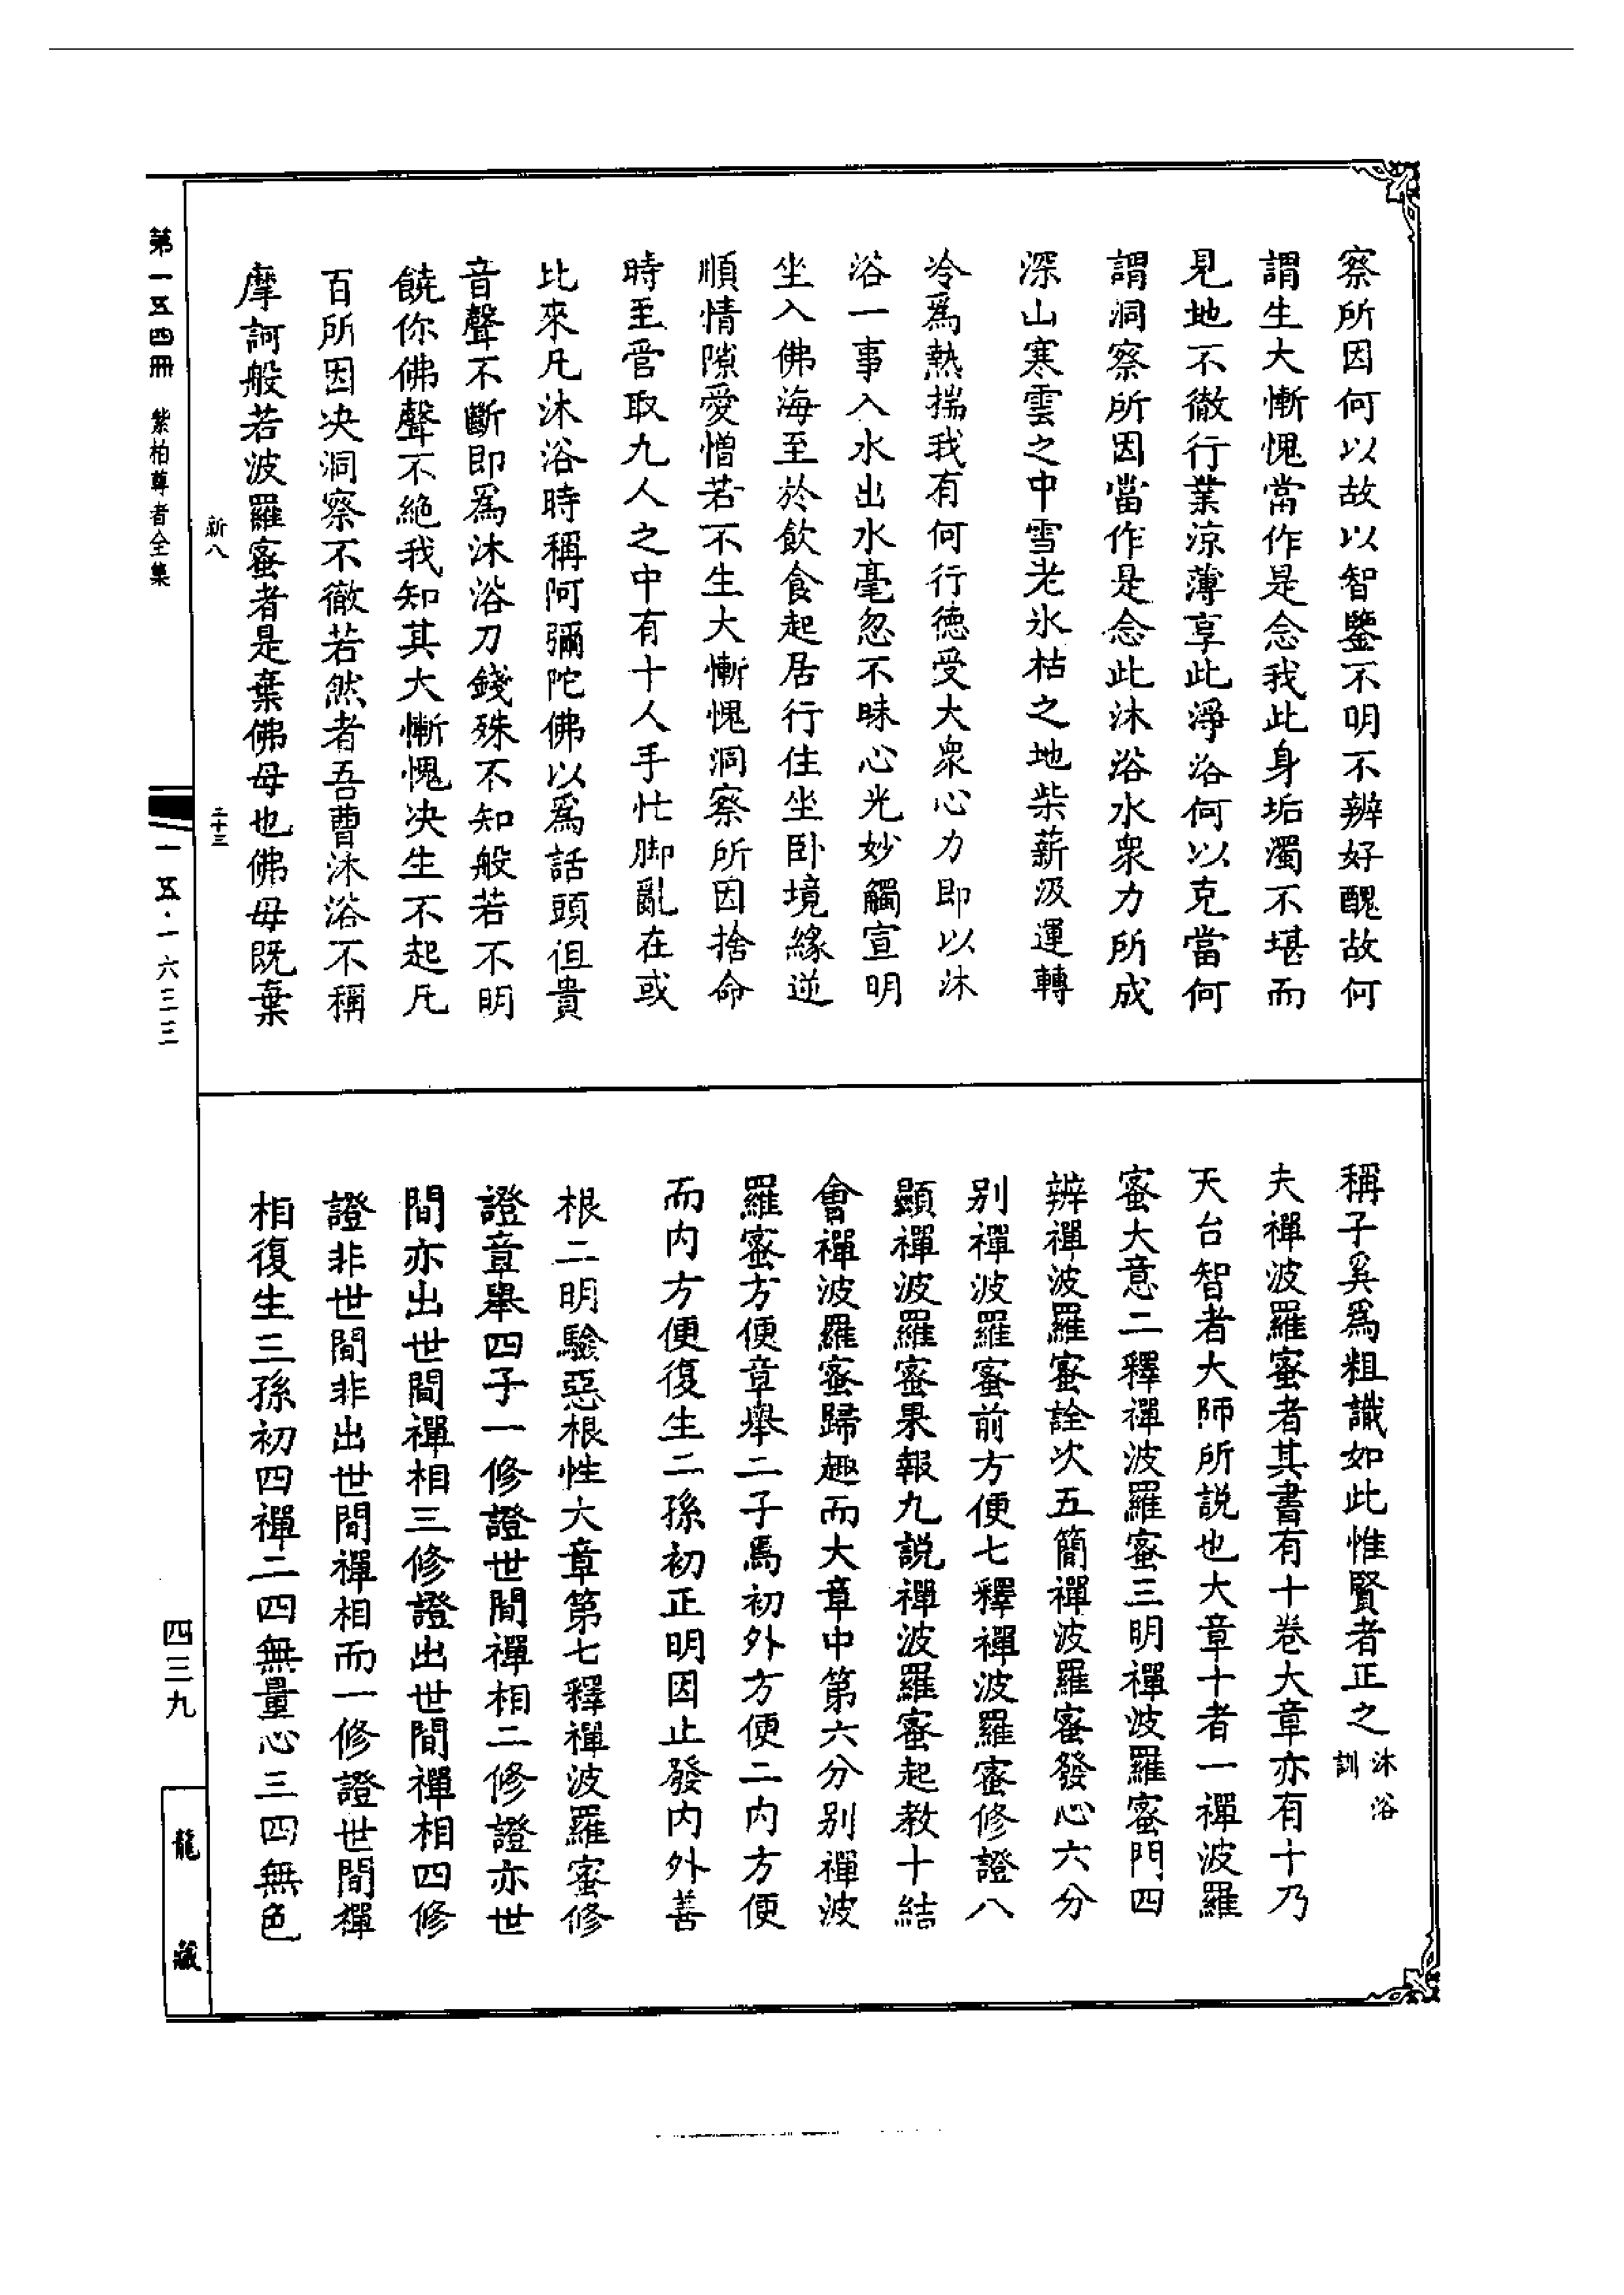 察所因何以故以智鑒不明不辨好醜故何
謂生大慚愧當作是念我此身垢濁不堪而
見地不徹行業涼薄享此淨浴何以克當何
謂洞察所因當作是念此沐浴水衆力所成
深山寒雲之中雪老氷枯之地柴薪汲運轉
冷爲熱揣我有何行德受大衆心力即以沐
浴一事入水出水毫忽不昧心光妙觸宣明
坐入佛海至於飲食起居行住坐卧境緣逆
順情隙愛憎若不生大慚愧洞察所因捨命
時至管取九人之中有十人手忙脚亂在或
比來凡沐浴時稱阿彌陀佛以爲話頭但貴
音聲不斷即爲沐浴刀錢殊不知般若不明
饒你佛聲不絶我知其大慚愧决生不起凡
百所因决洞察不徹若然者吾曹沐浴不稱
摩訶般若波羅蜜者是棄佛母也佛母既棄
稱子奚爲粗識如此惟賢者正之沐浴訓
夫禪波羅蜜者其書有十卷大章亦有十乃
天台智者大師所説也大章十者一禪波羅
蜜大意二釋禪波羅蜜三明禪波羅蜜門四
辨禪波羅蜜詮次五簡禪波羅蜜發心六分
别禪波羅蜜前方便七釋禪波羅蜜修證八
顯禪波羅蜜果報九説禪波羅蜜起教十結
會禪波羅蜜歸趣而大章中第六分别禪波
羅蜜方便章舉二子焉初外方便二内方便
而内方便復生二孫初正明因止發内外善
根二明驗惡根性大章第七釋禪波羅蜜修
證章舉四子一修證世間禪相二修證亦世
間亦出世間禪相三修證出世間禪相四修
證非世間非出世間禪相而一修證世間禪
相復生三孫初四禪二四無量心三四無色
新八
二十三
第一五四冊 紫柏尊者全集
一五·一六三三
四三九
龍藏